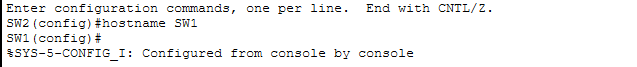 Enter configuration commands, one per line.  End with CNTL/Z.
SW2(config)#hostname SW1
SW1(config)#
%SYS-5-CONFIG_I: Configured from console by console